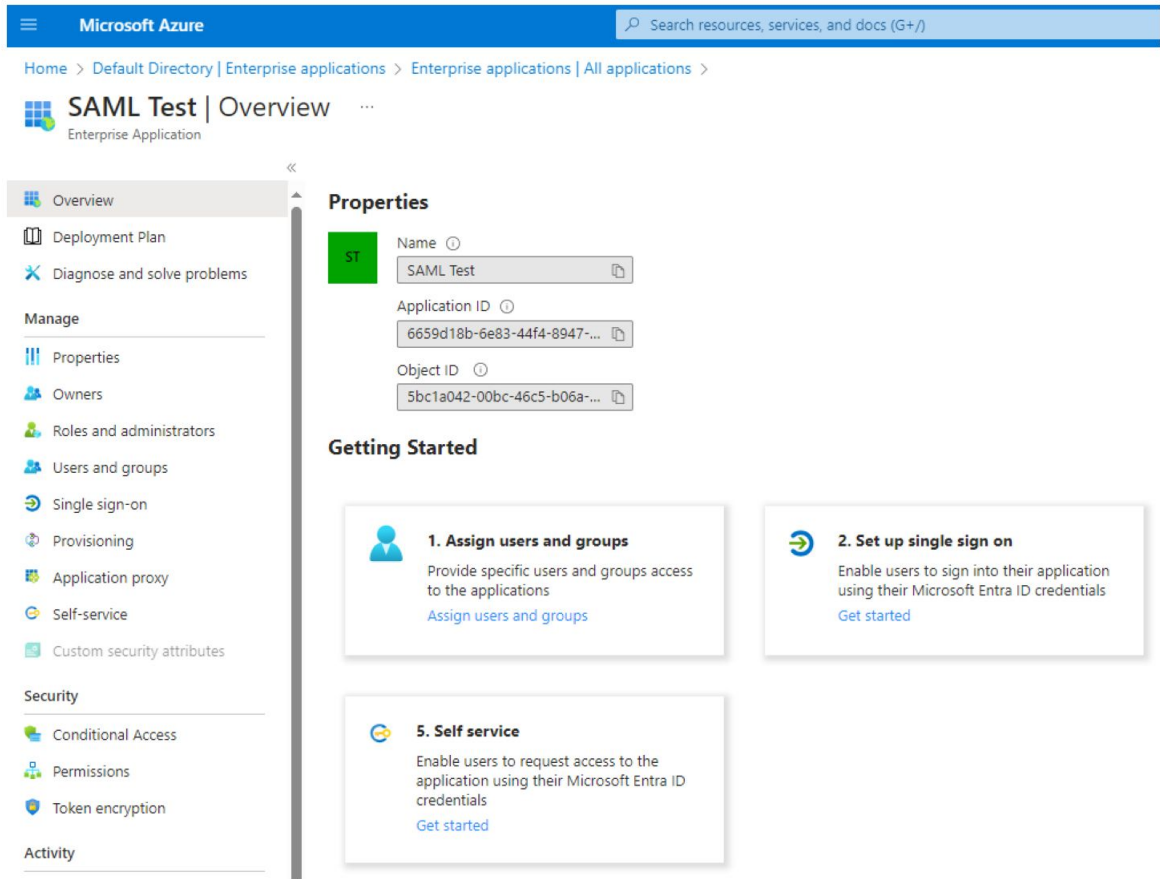 Microsoft Azure
Search resources, services, and docs (G+/)
Home > Default Directory | Enterprise applications > Enterprise applications | All applications >
SAML Test | Overview ...
Enterprise Application
«
Overview
Deployment Plan
Diagnose and solve problems
Manage
Properties
Owners
Roles and administrators
Users and groups
Single sign-on
Provisioning
Application proxy
Self-service
Custom security attributes
Security
Conditional Access
Permissions
Token encryption
Activity
Properties
ST
Name
SAML Test
Application ID
6659d18b-6e83-44f4-8947-...
Object ID
5bc1a042-00bc-46c5-b06a-...
Getting Started
1. Assign users and groups
Provide specific users and groups access
to the applications
Assign users and groups
2. Set up single sign on
Enable users to sign into their application
using their Microsoft Entra ID credentials
Get started
5. Self service
Enable users to request access to the
application using their Microsoft Entra ID
credentials
Get started